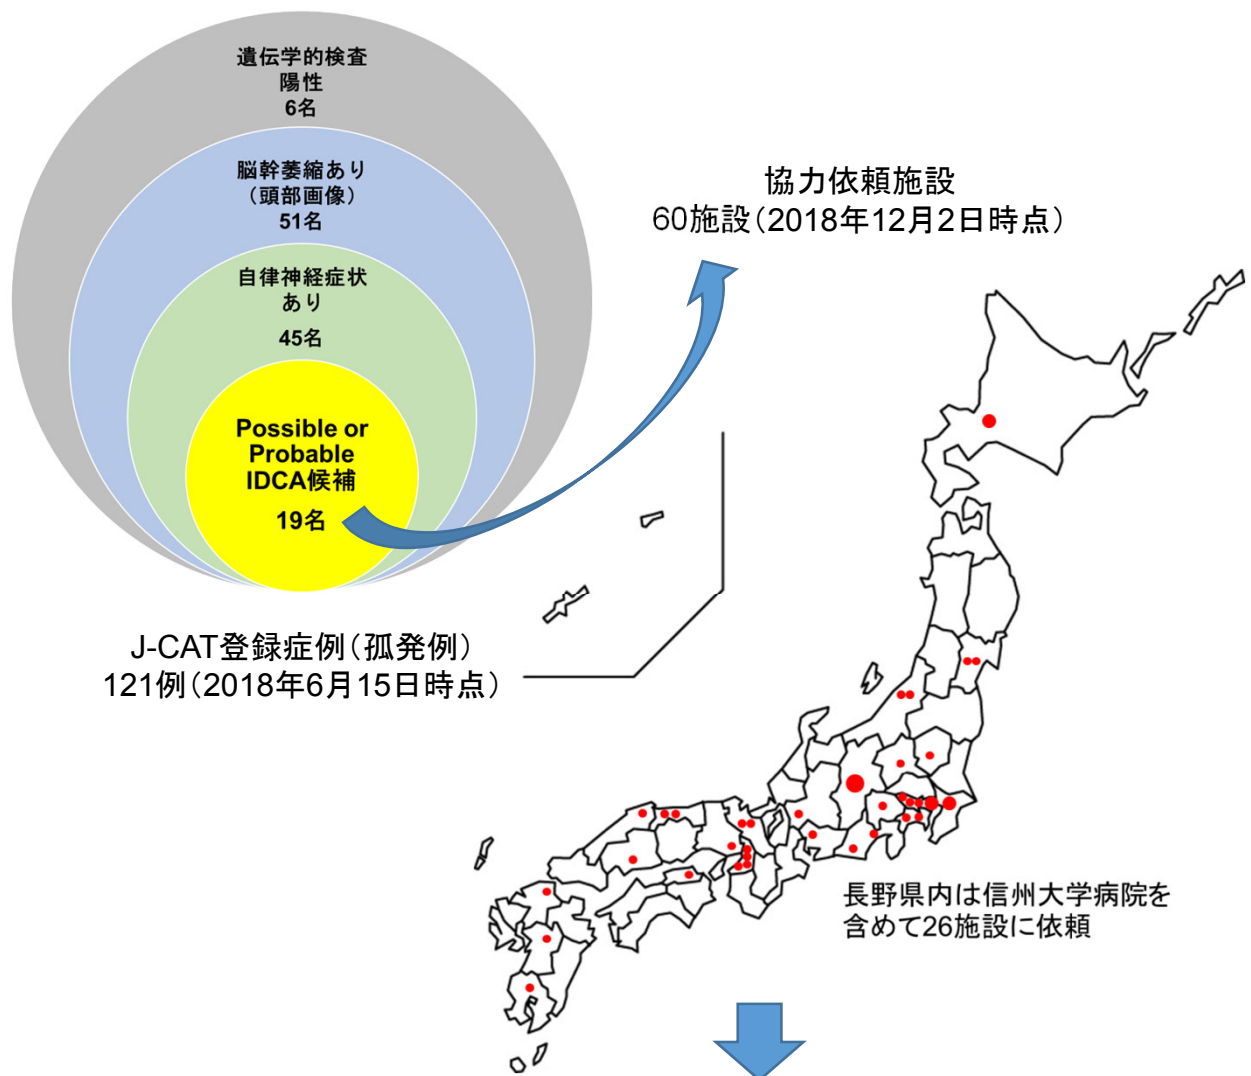 遺伝学的検査
陽性
6名
脳幹萎縮あり
（頭部画像）
51名
自律神経症状
あり
45名
Possible or
Probable
IDCA候補
19名
J-CAT登録症例（孤発例）
121例（2018年6月15日時点）
協力依頼施設
60施設（2018年12月2日時点）
長野県内は信州大学病院を
含めて26施設に依頼